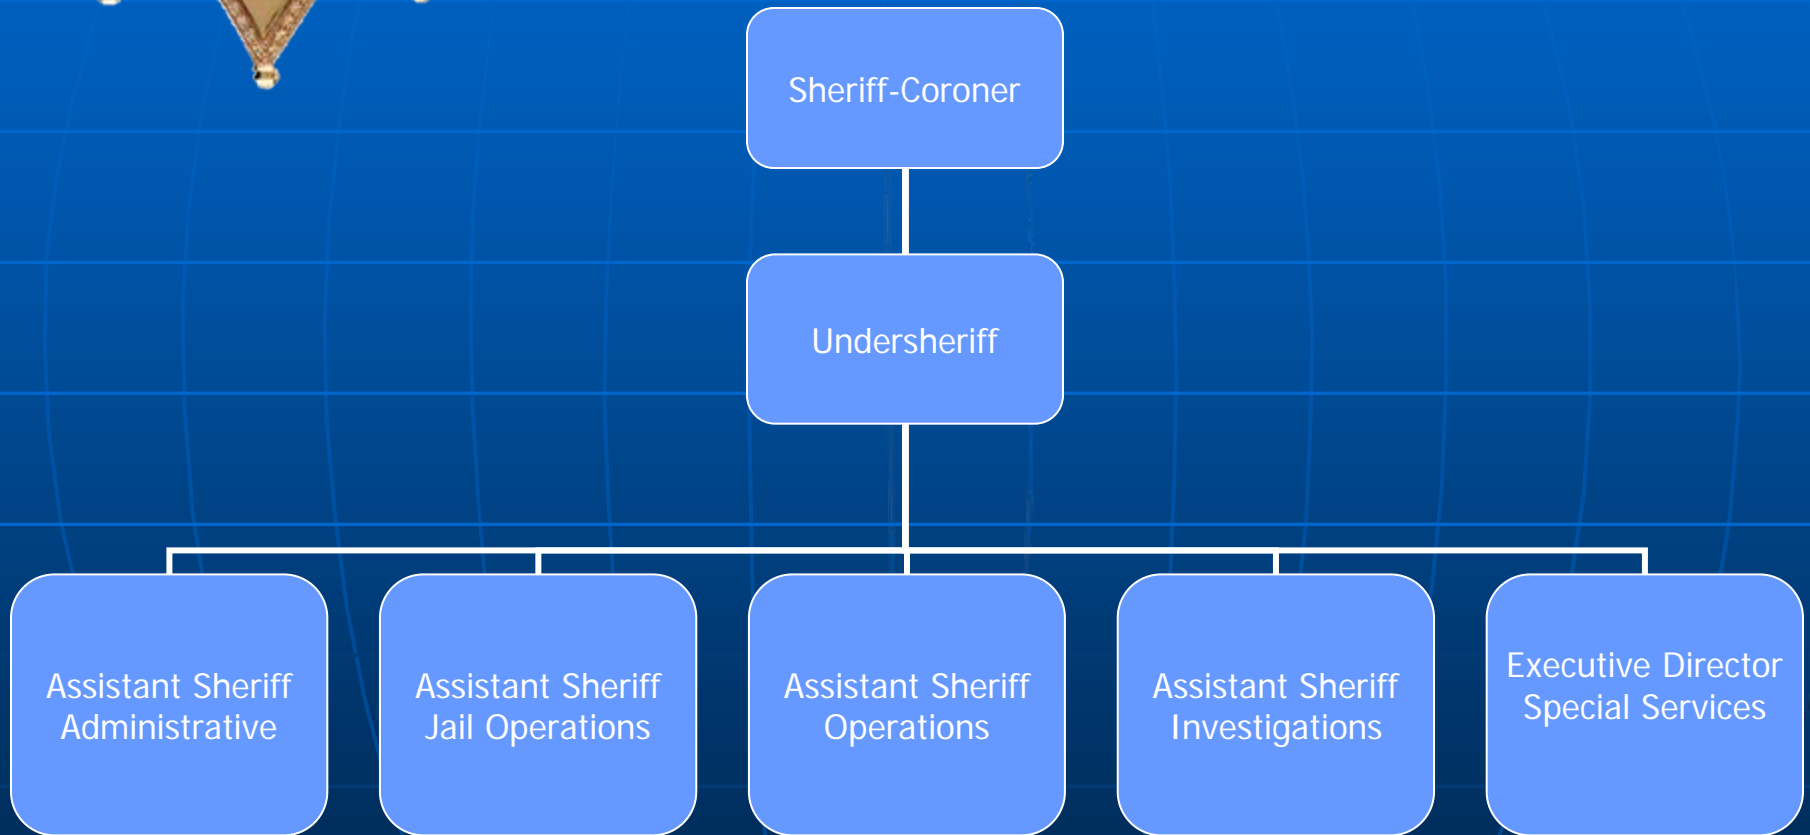 Sheriff-Coroner
Undersheriff
Assistant Sheriff
Administrative
Assistant Sheriff
Jail Operations
Assistant Sheriff
Operations
Assistant Sheriff
Investigations
Executive Director
Special Services